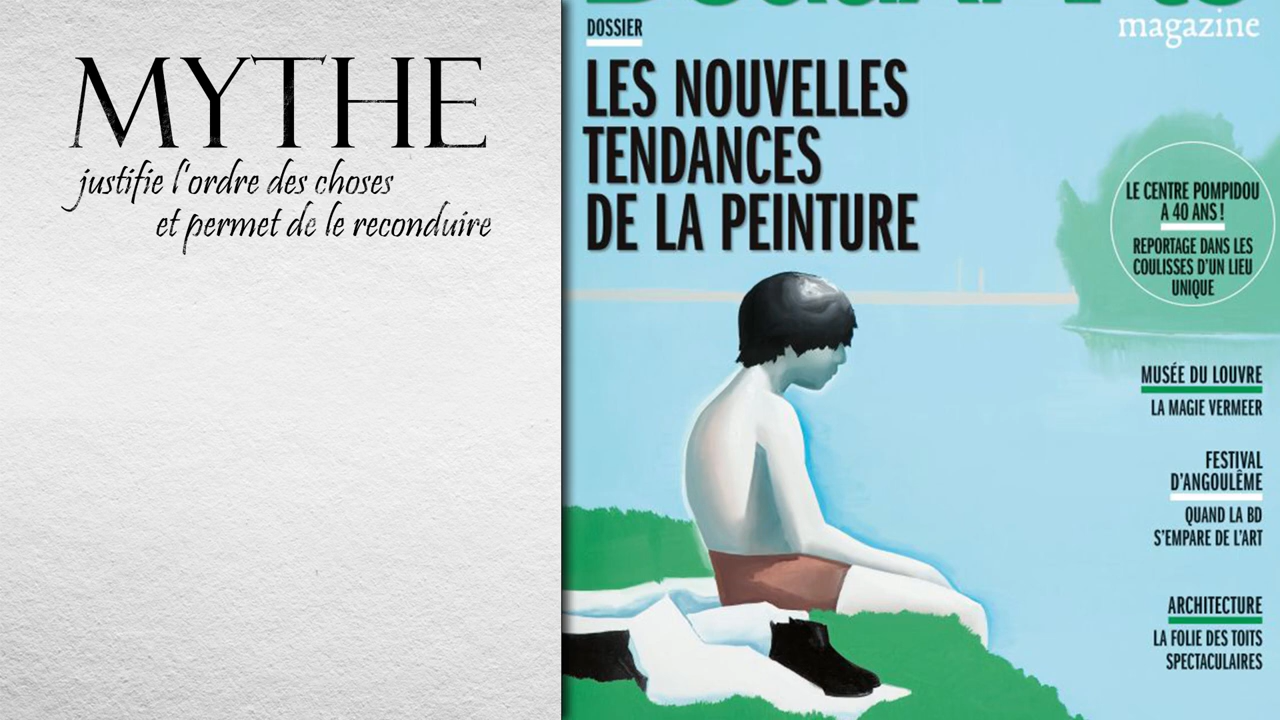 MYTHE
justifie l'ordre des choses
et permet de le reconduire
magazine
DOSSIER
LES NOUVELLES
TENDANCES
DE LA PEINTURE
LE CENTRE POMPIDOU
A 40 ANS !
REPORTAGE DANS LES
COULISSES D'UN LIEU
UNIQUE
MUSÉE DU LOUVRE
LA MAGIE VERMEER
FESTIVAL
D'ANGOULÊME
QUAND LA BD
S'EMPARE DE L'ART
ARCHITECTURE
LA FOLIE DES TOITS
SPECTACULAIRES